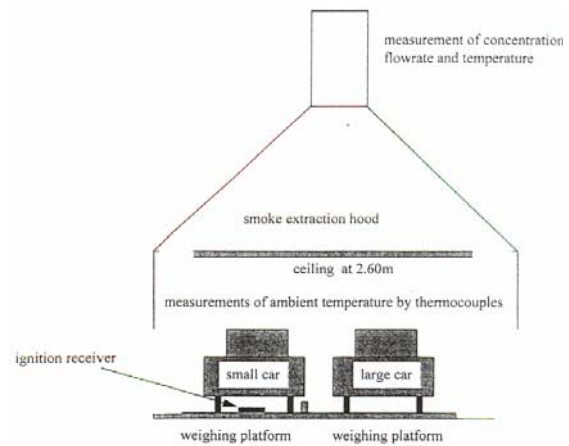 measurement of concentration
flowrate and temperature
smoke extraction hood
ceiling at 2.60m
measurements of ambient temperature by thermocouples
ignition receiver
small car
large car
weighing platform
weighing platform